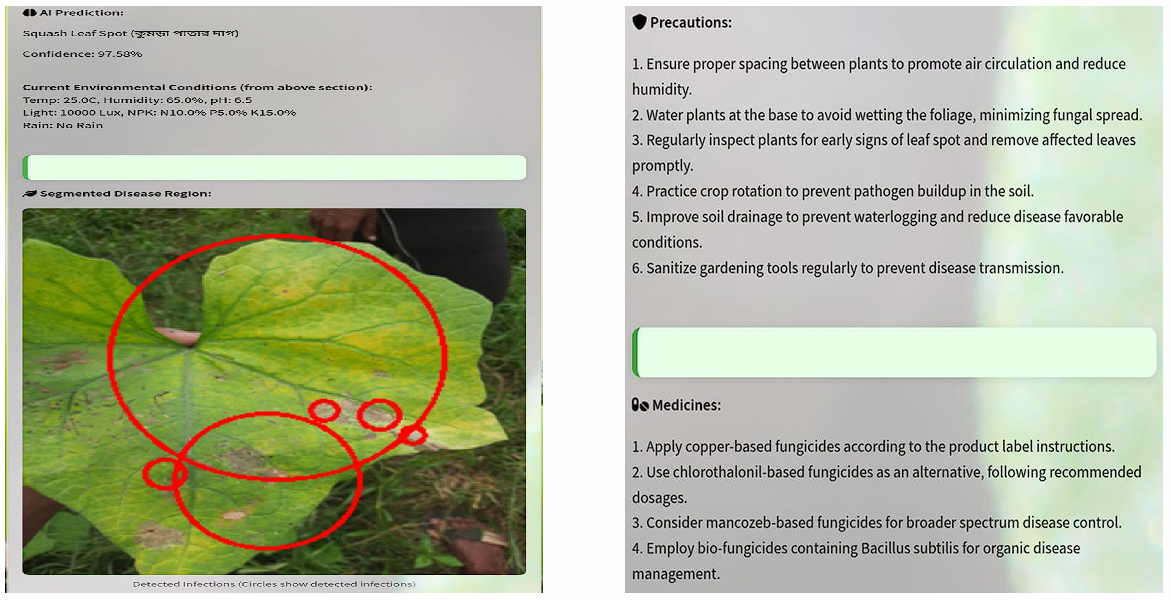 AI Prediction:
Squash Leaf Spot (কুমড়া পাতার দাগ)
Confidence: 97.58%
Current Environmental Conditions (from above section):
Temp: 25.0C, Humidity: 65.0%, pH: 6.5
Light: 10000 Lux, NPK: N10.0% P5.0% K15.0%
Rain: No Rain
Segmented Disease Region:
Detected Infections (Circles show detected infections)
Precautions:
1. Ensure proper spacing between plants to promote air circulation and reduce
humidity.
2. Water plants at the base to avoid wetting the foliage, minimizing fungal spread.
3. Regularly inspect plants for early signs of leaf spot and remove affected leaves
promptly.
4. Practice crop rotation to prevent pathogen buildup in the soil.
5. Improve soil drainage to prevent waterlogging and reduce disease favorable
conditions.
6. Sanitize gardening tools regularly to prevent disease transmission.
Medicines:
1. Apply copper-based fungicides according to the product label instructions.
2. Use chlorothalonil-based fungicides as an alternative, following recommended
dosages.
3. Consider mancozeb-based fungicides for broader spectrum disease control.
4. Employ bio-fungicides containing Bacillus subtilis for organic disease
management.